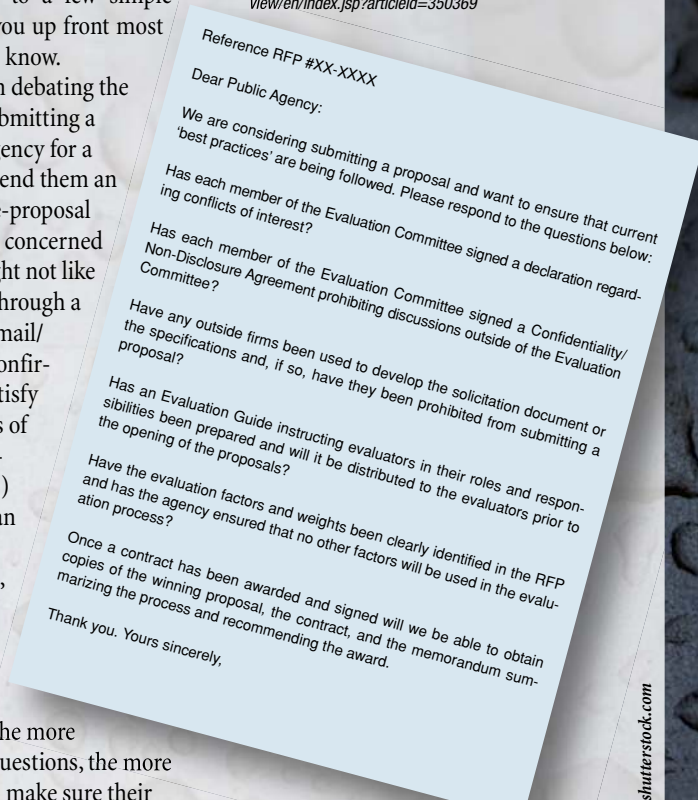 to a few simple
you up front most
know.
n debating the
bmitting a
ency for a
end them an
-proposal
concerned
ght not like
hrough a
mail/
onfir-
tisfy
s of
)
an
,
he more
uestions, the more
make sure their
view/en/index.jsp?articleid=350369
Reference RFP #XX-XXXX
Dear Public Agency:
We are considering submitting a proposal and want to ensure that current
‘best practices’ are being followed. Please respond to the questions below:
Has each member of the Evaluation Committee signed a declaration regard-
ing conflicts of interest?
Has each member of the Evaluation Committee signed a Confidentiality/
Non-Disclosure Agreement prohibiting discussions outside of the Evaluation
Committee?
Have any outside firms been used to develop the solicitation document or
the specifications and, if so, have they been prohibited from submitting a
proposal?
Has an Evaluation Guide instructing evaluators in their roles and respon-
sibilities been prepared and will it be distributed to the evaluators prior to
the opening of the proposals?
Have the evaluation factors and weights been clearly identified in the RFP
and has the agency ensured that no other factors will be used in the evalu-
ation process?
Once a contract has been awarded and signed will we be able to obtain
copies of the winning proposal, the contract, and the memorandum sum-
marizing the process and recommending the award.
Thank you. Yours sincerely,
shutterstock.com